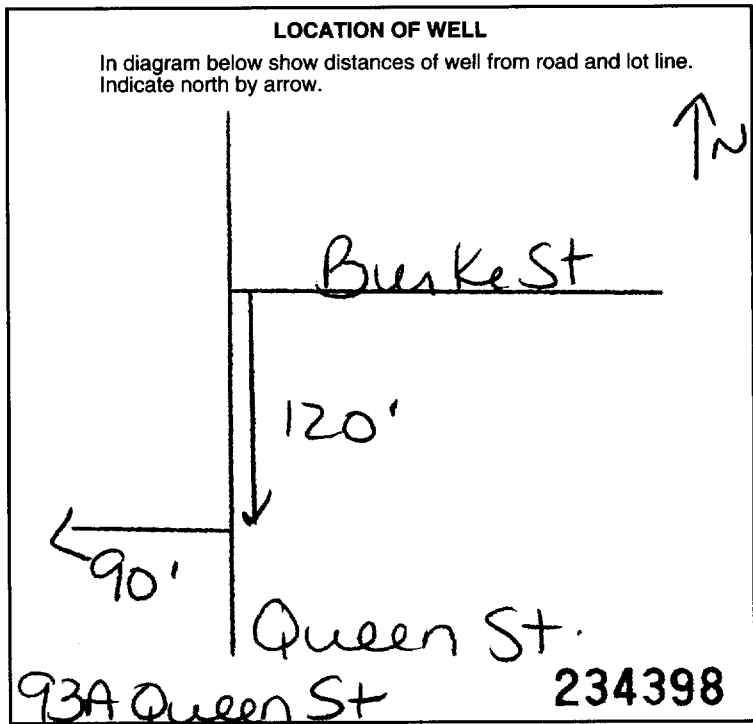 LOCATION OF WELL
In diagram below show distances of well from road and lot line.
Indicate north by arrow.
N
Burke St
120'
90'
Queen St.
93A Queen St
234398